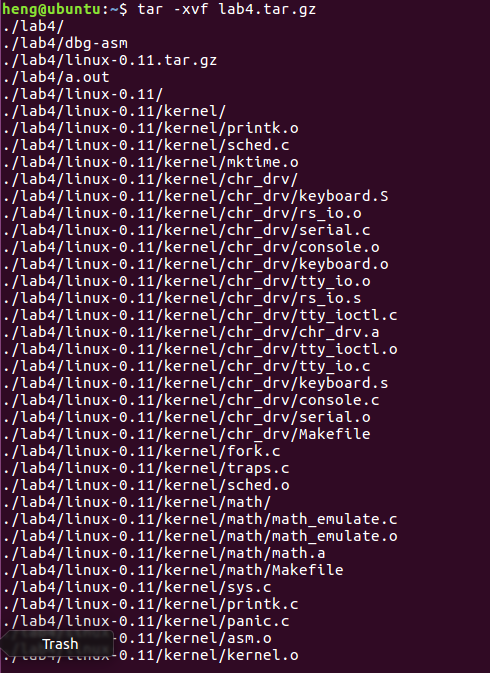 heng@ubuntu:~$ tar -xvf lab4.tar.gz
./lab4/
./lab4/dbg-asm
./lab4/linux-0.11.tar.gz
./lab4/a.out
./lab4/linux-0.11/
./lab4/linux-0.11/kernel/
./lab4/linux-0.11/kernel/printk.o
./lab4/linux-0.11/kernel/sched.c
./lab4/linux-0.11/kernel/mktime.o
./lab4/linux-0.11/kernel/chr_drv/
./lab4/linux-0.11/kernel/chr_drv/keyboard.S
./lab4/linux-0.11/kernel/chr_drv/rs_io.o
./lab4/linux-0.11/kernel/chr_drv/serial.c
./lab4/linux-0.11/kernel/chr_drv/console.o
./lab4/linux-0.11/kernel/chr_drv/keyboard.o
./lab4/linux-0.11/kernel/chr_drv/tty_io.o
./lab4/linux-0.11/kernel/chr_drv/rs_io.s
./lab4/linux-0.11/kernel/chr_drv/tty_ioctl.c
./lab4/linux-0.11/kernel/chr_drv/chr_drv.a
./lab4/linux-0.11/kernel/chr_drv/tty_ioctl.o
./lab4/linux-0.11/kernel/chr_drv/tty_io.c
./lab4/linux-0.11/kernel/chr_drv/keyboard.s
./lab4/linux-0.11/kernel/chr_drv/console.c
./lab4/linux-0.11/kernel/chr_drv/serial.o
./lab4/linux-0.11/kernel/chr_drv/Makefile
./lab4/linux-0.11/kernel/fork.c
./lab4/linux-0.11/kernel/traps.c
./lab4/linux-0.11/kernel/sched.o
./lab4/linux-0.11/kernel/math/
./lab4/linux-0.11/kernel/math/math_emulate.c
./lab4/linux-0.11/kernel/math/math_emulate.o
./lab4/linux-0.11/kernel/math/math.a
./lab4/linux-0.11/kernel/math/Makefile
./lab4/linux-0.11/kernel/sys.c
./lab4/linux-0.11/kernel/printk.c
./lab4/linux-0.11/kernel/panic.c
Trash -0.11/kernel/asm.o
./lab4/linux-0.11/kernel/kernel.o